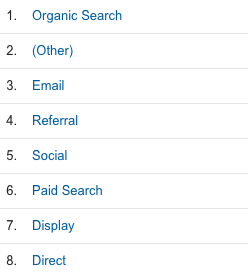 1. Organic Search
2. (Other)
3. Email
4. Referral
5. Social
6. Paid Search
7. Display
8. Direct